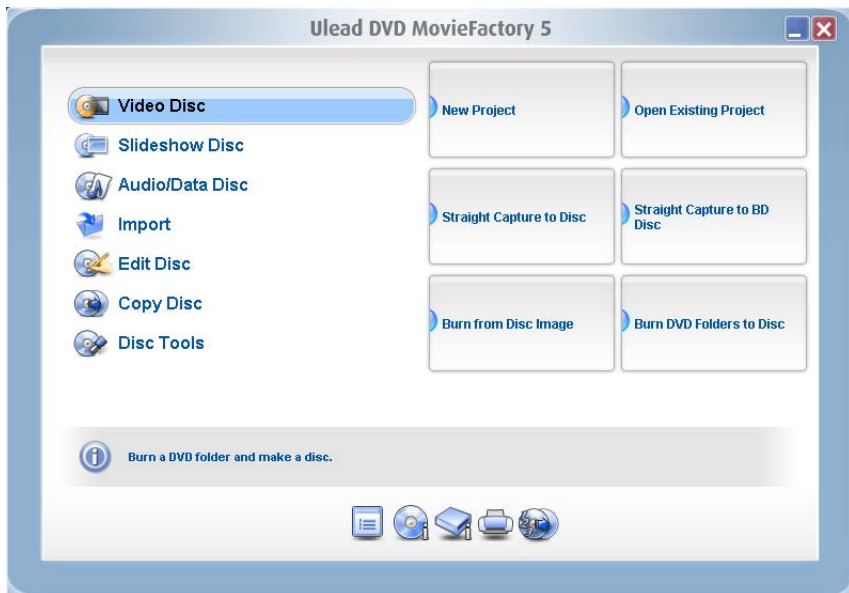 Ulead DVD MovieFactory 5
Video Disc
Slideshow Disc
Audio/Data Disc
Import
Edit Disc
Copy Disc
Disc Tools
New Project
Open Existing Project
Straight Capture to Disc
Straight Capture to BD
Disc
Burn from Disc Image
Burn DVD Folders to Disc
Burn a DVD folder and make a disc.